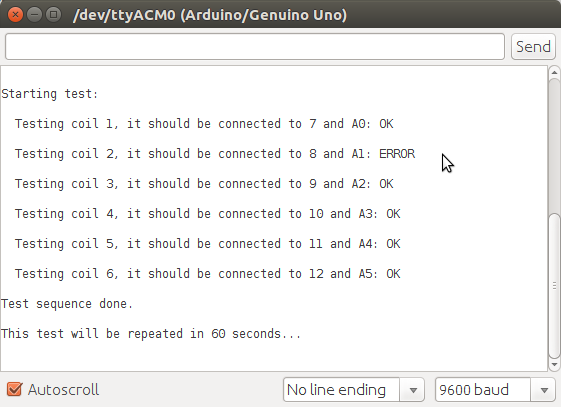 /dev/ttyACM0 (Arduino/Genuino Uno)
Send
Starting test:
Testing coil 1, it should be connected to 7 and A0: OK
Testing coil 2, it should be connected to 8 and A1: ERROR
Testing coil 3, it should be connected to 9 and A2: OK
Testing coil 4, it should be connected to 10 and A3: OK
Testing coil 5, it should be connected to 11 and A4: OK
Testing coil 6, it should be connected to 12 and A5: OK
Test sequence done.
This test will be repeated in 60 seconds...
Autoscroll
No line ending
9600 baud